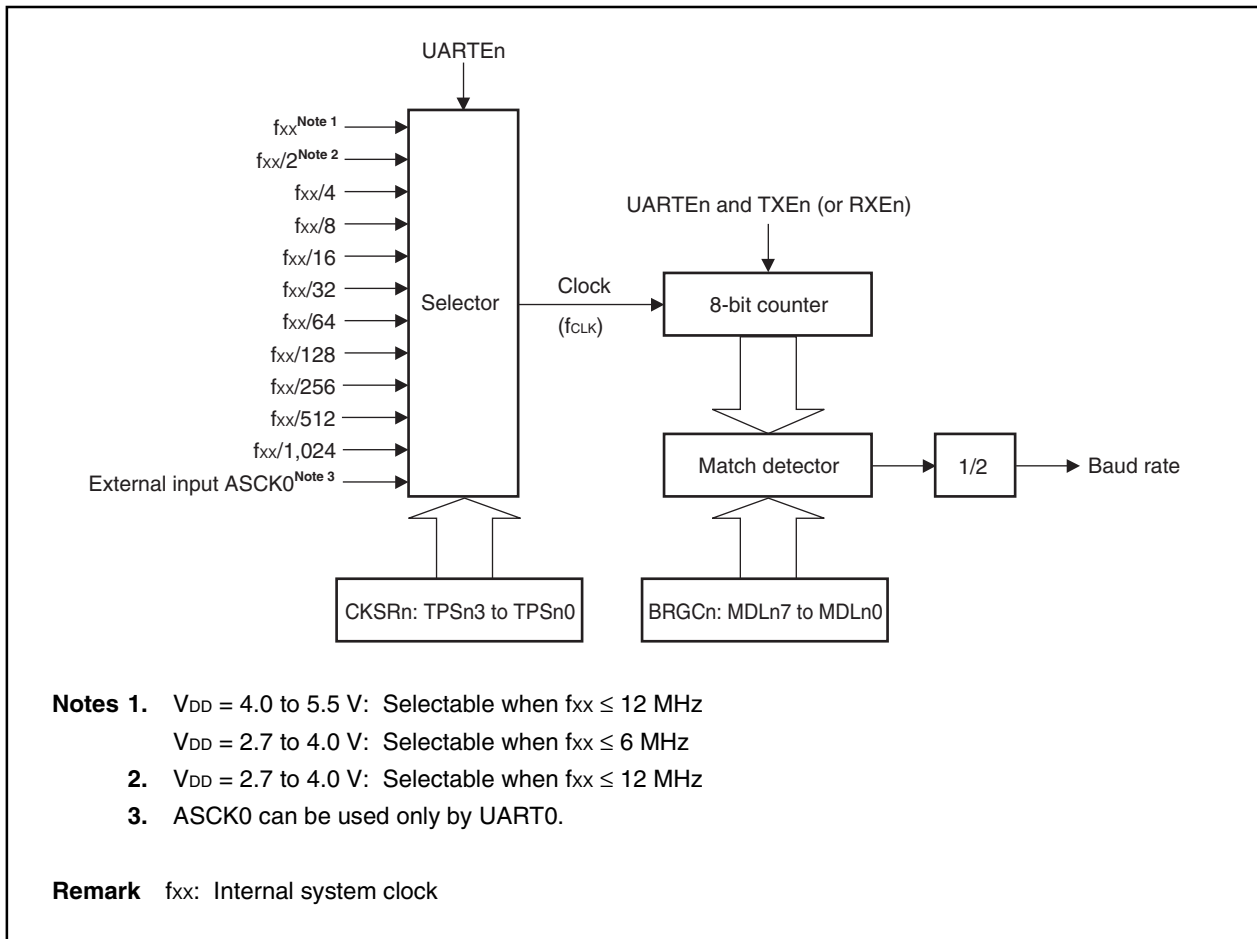 UARTEn
fxx Note 1
fxx/2 Note 2
fxx/4
fxx/8
fxx/16
fxx/32
fxx/64
fxx/128
fxx/256
fxx/512
fxx/1,024
External input ASCK0 Note 3
Selector
Clock
(fCLK)
UARTEn and TXEn (or RXEn)
8-bit counter
Match detector
1/2
Baud rate
CKSRn: TPSn3 to TPSn0
BRGCn: MDLn7 to MDLn0
Notes 1. VDD = 4.0 to 5.5 V: Selectable when fxx ≤ 12 MHz
VDD = 2.7 to 4.0 V: Selectable when fxx ≤ 6 MHz
2. VDD = 2.7 to 4.0 V: Selectable when fxx ≤ 12 MHz
3. ASCK0 can be used only by UART0.
Remark fxx: Internal system clock